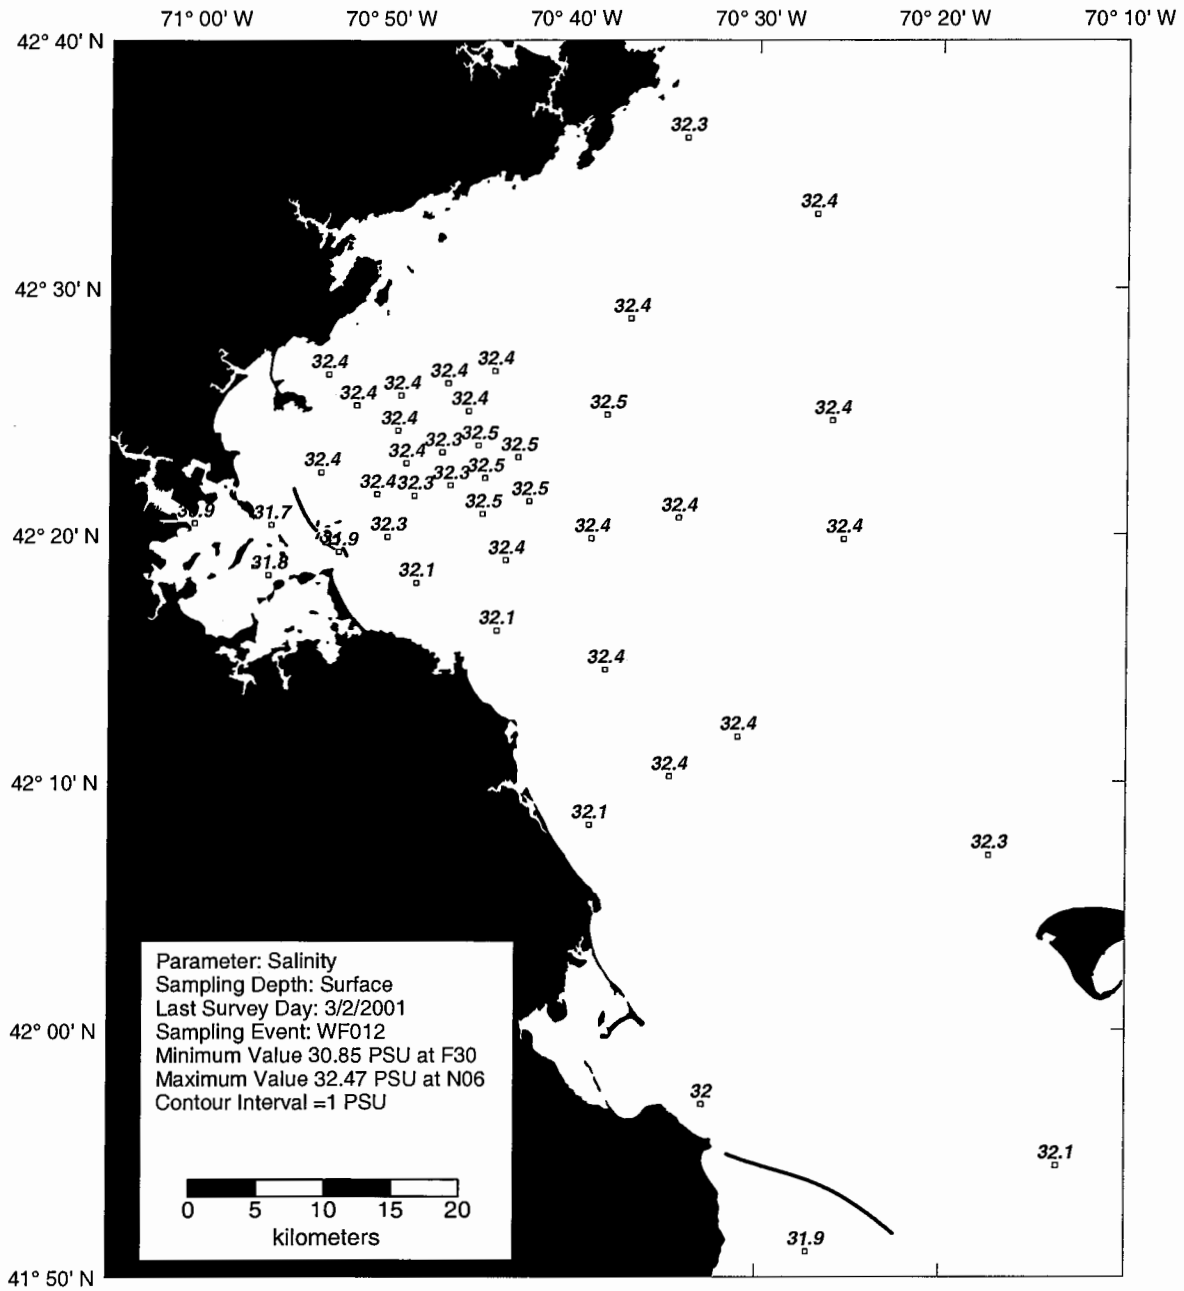 71° 00' W 70° 50' W 70° 40' W 70° 30' W 70° 20' W 70° 10' W
42° 40' N
32.3
32.4
42° 30' N
32.4
32.4
32.4
32.4
32.4
32.4
32.4
32.4
32.5
32.4
32.4
32.3
32.5
32.5
32.4
32.4
32.5
32.3
32.4
32.3
32.5
32.5
32.4
30.9
31.7
42° 20' N
31.9
32.3
32.4
32.4
32.4
31.8
32.1
32.1
32.4
32.4
32.4
42° 10' N
32.1
32.3
Parameter: Salinity
Sampling Depth: Surface
Last Survey Day: 3/2/2001
Sampling Event: WF012
Minimum Value 30.85 PSU at F30
Maximum Value 32.47 PSU at N06
Contour Interval =1 PSU
42° 00' N
32
32.1
0 5 10 15 20
kilometers
31.9
41° 50' N